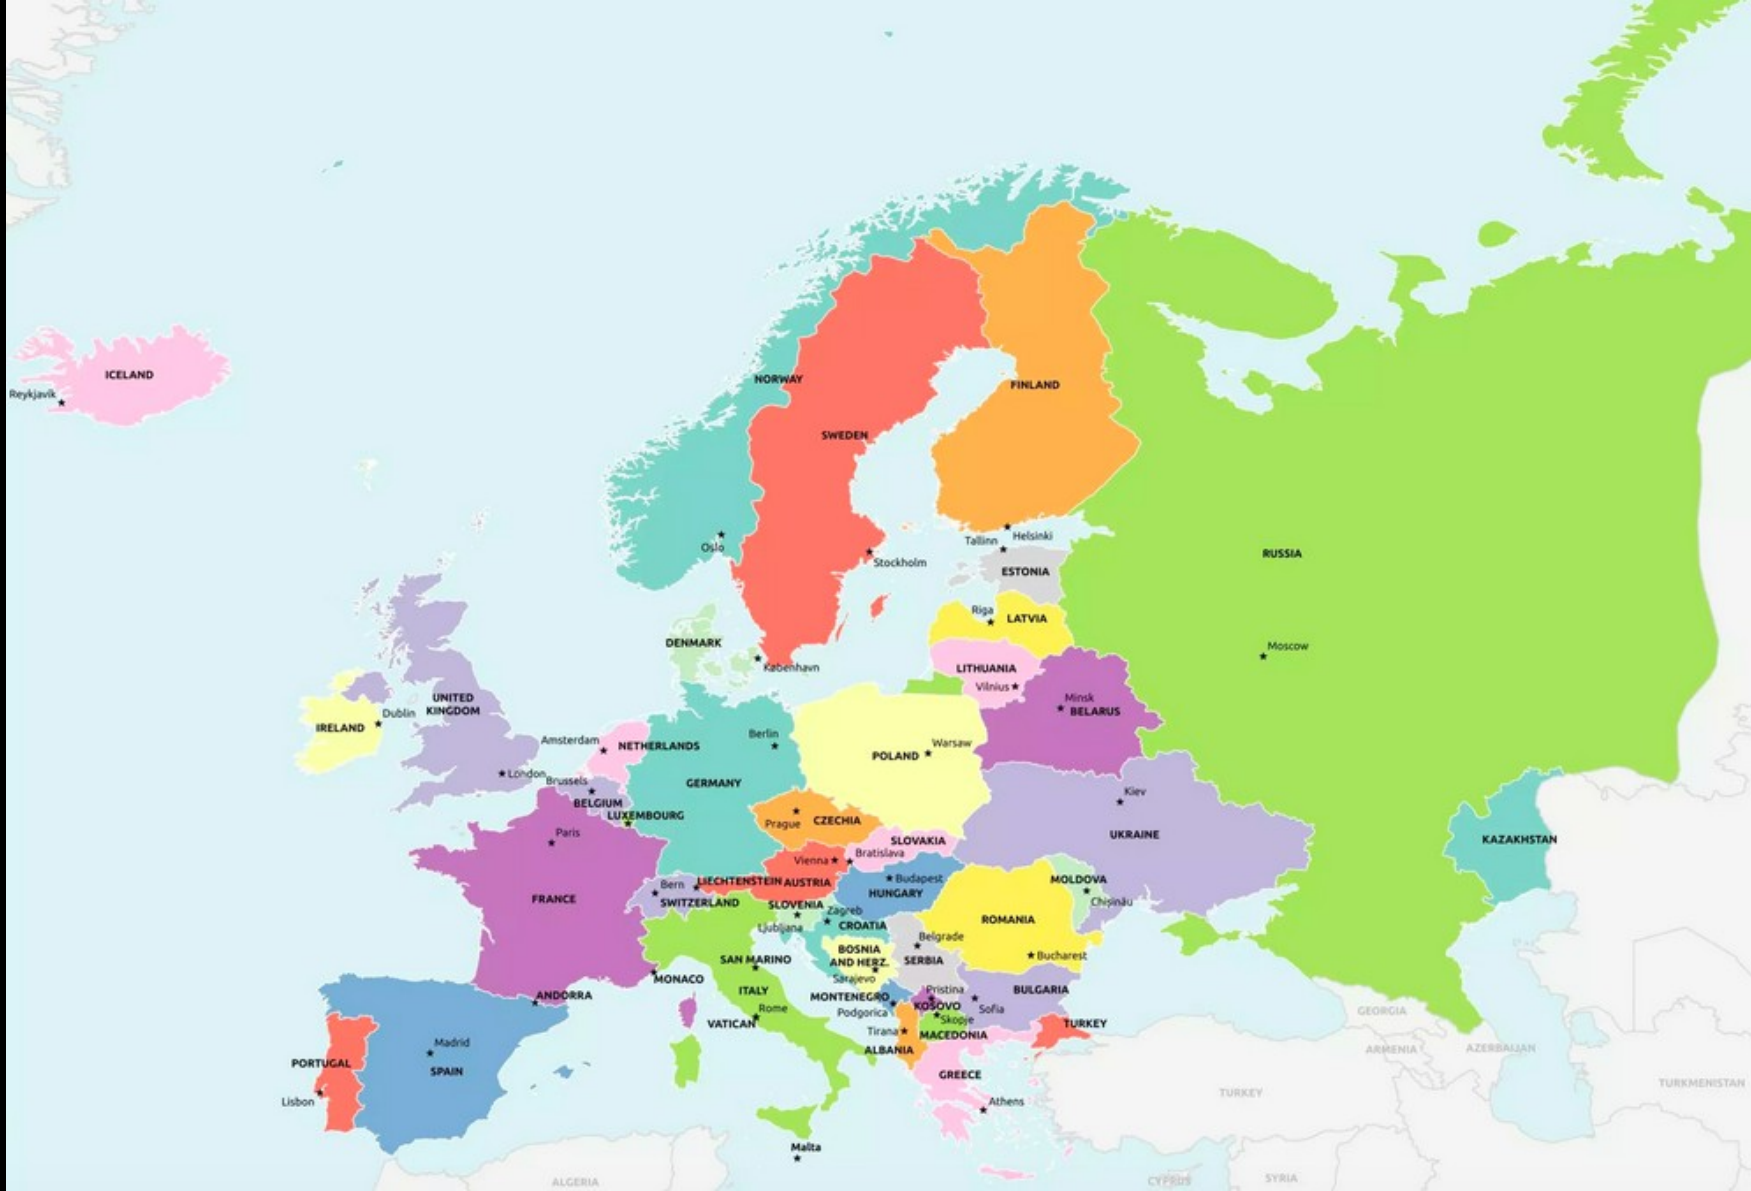 ICELAND
Reykjavík
NORWAY
FINLAND
SWEDEN
Oslo
Stockholm
Helsinki
Tallinn
ESTONIA
RUSSIA
Riga
LATVIA
Moscow
DENMARK
København
LITHUANIA
Vilnius
Minsk
BELARUS
UNITED
KINGDOM
Dublin
IRELAND
Amsterdam
NETHERLANDS
Berlin
Warsaw
POLAND
London
Brussels
GERMANY
BELGIUM
LUXEMBOURG
Kiev
UKRAINE
Prague
CZECHIA
Paris
SLOVAKIA
KAZAKHSTAN
Vienna
Bratislava
Bern
LIECHTENSTEIN
AUSTRIA
Budapest
HUNGARY
MOLDOVA
Chișinău
FRANCE
SWITZERLAND
SLOVENIA
Zagreb
Ljubljana
CROATIA
ROMANIA
Belgrade
BOSNIA
AND HERZ.
SERBIA
Bucharest
SAN MARINO
Sarajevo
MONACO
ITALY
Pristina
BULGARIA
ANDORRA
MONTENEGRO
KOSOVO
Podgorica
Sofia
Rome
VATICAN
Skopje
TURKEY
GEORGIA
Tirana
MACEDONIA
Madrid
ALBANIA
ARMENIA
AZERBAIJAN
PORTUGAL
SPAIN
GREECE
TURKMENISTAN
TURKEY
Lisbon
Athens
Malta
ALGERIA
CYPRUS
SYRIA